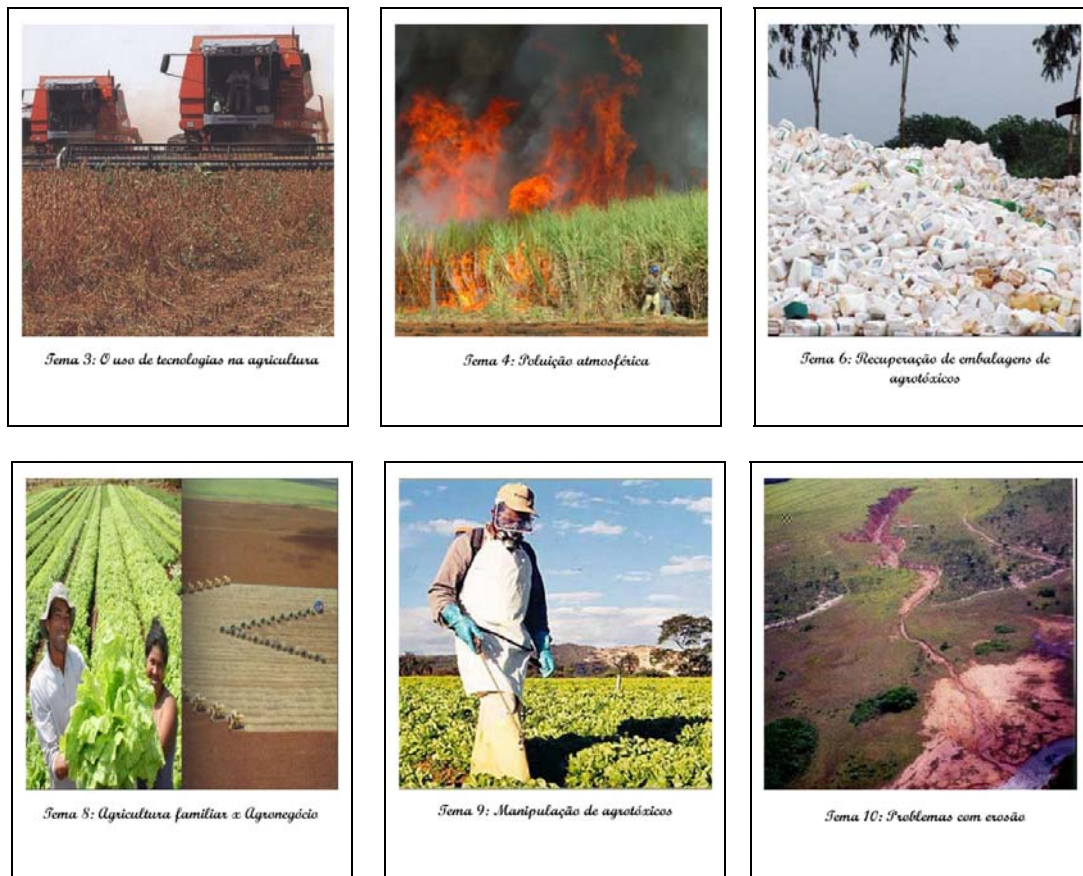 Tema 3: O uso de tecnologias na agricultura
Tema 4: Poluição atmosférica
Tema 6: Recuperação de embalagens de
agrotóxicos
Tema 8: Agricultura familiar x Agronegócio
Tema 9: Manipulação de agrotóxicos
Tema 10: Problemas com erosão